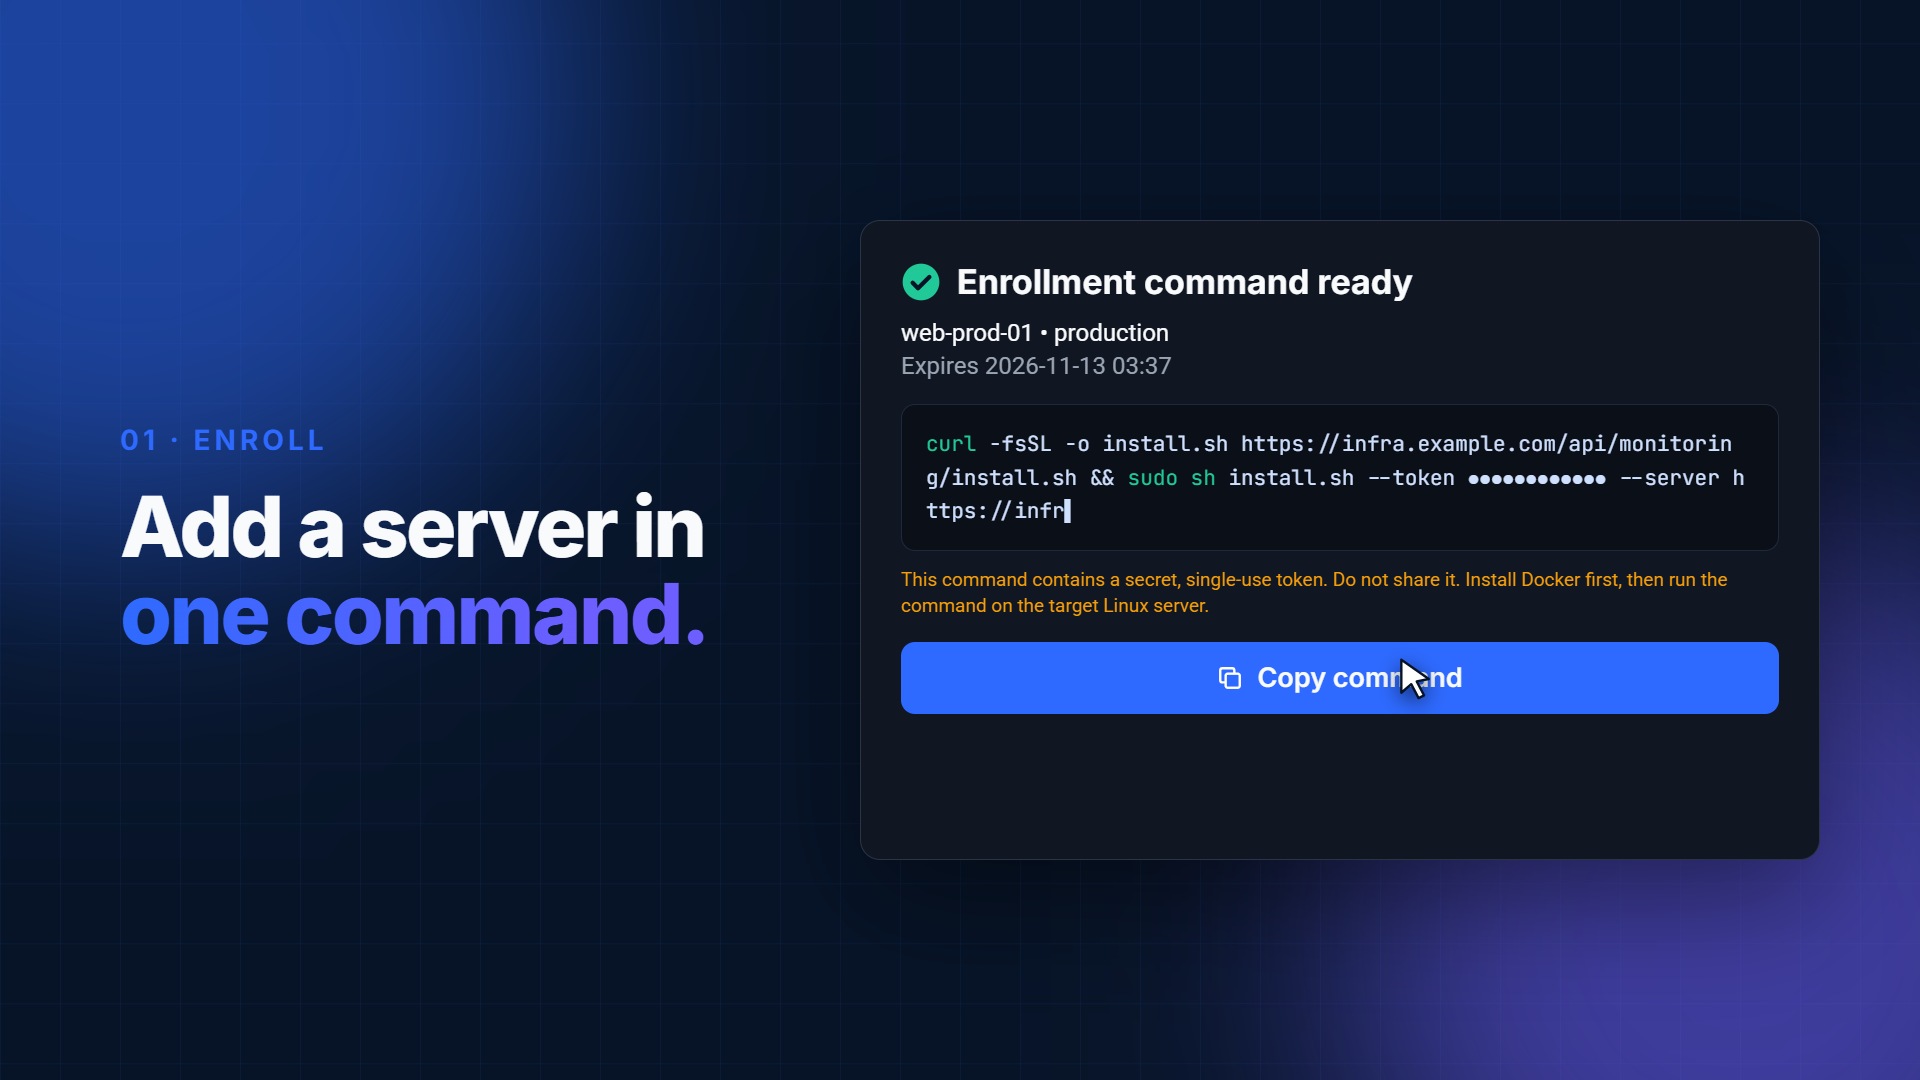 01 · ENROLL
Add a server in
one command.
Enrollment command ready
web-prod-01 • production
Expires 2026-11-13 03:37
curl -fsSL -o install.sh https://infra.example.com/api/monitorin
g/install.sh && sudo sh install.sh --token ●●●●●●●●●●●● --server h
ttps://infr
This command contains a secret, single-use token. Do not share it. Install Docker first, then run the
command on the target Linux server.
Copy command